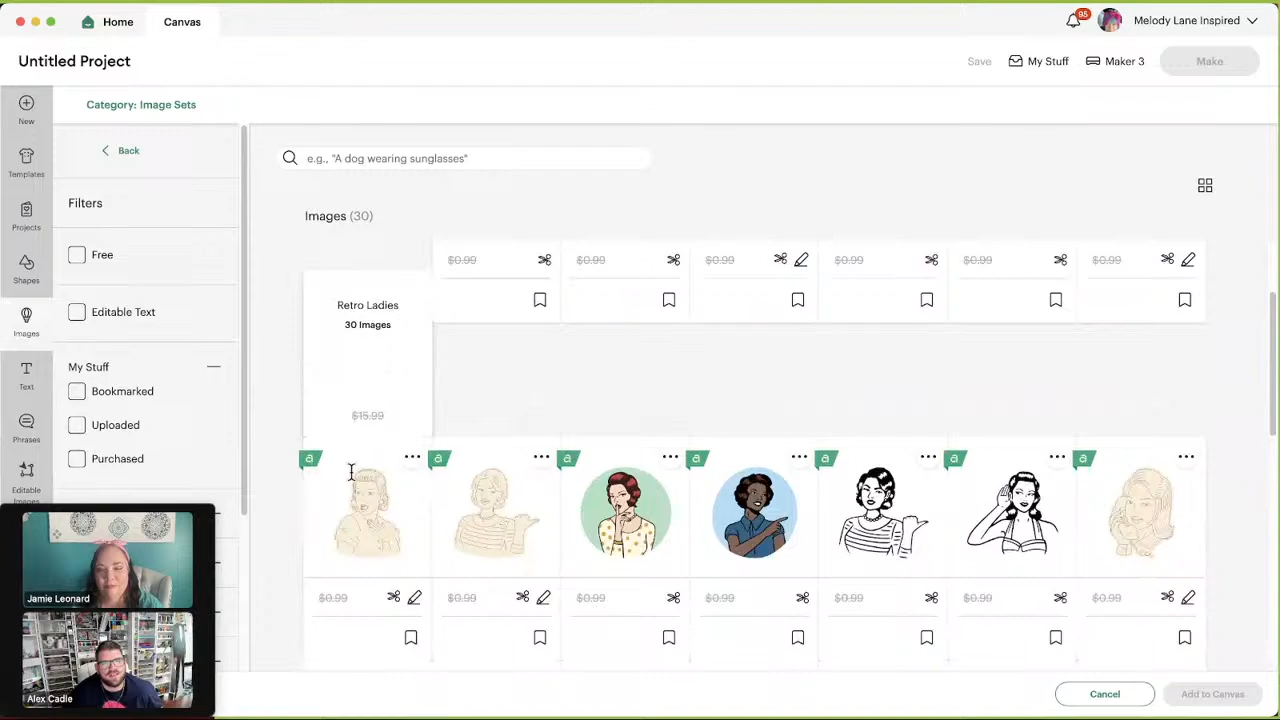 Home
Canvas
95
Melody Lane Inspired
Untitled Project
Save
My Stuff
Maker 3
Make
New
Templates
Projects
Shapes
Images
Text
Phrases
Editable
Images
Category: Image Sets
Back
Filters
Free
Editable Text
My Stuff
Bookmarked
Uploaded
Purchased
e.g., "A dog wearing sunglasses"
Images (30)
$0.99
$0.99
$0.99
$0.99
$0.99
$0.99
Retro Ladies
30 Images
$15.99
a
a
a
a
a
a
a
$0.99
$0.99
$0.99
$0.99
$0.99
$0.99
$0.99
Jamie Leonard
Alex Cadle
Cancel
Add to Canvas